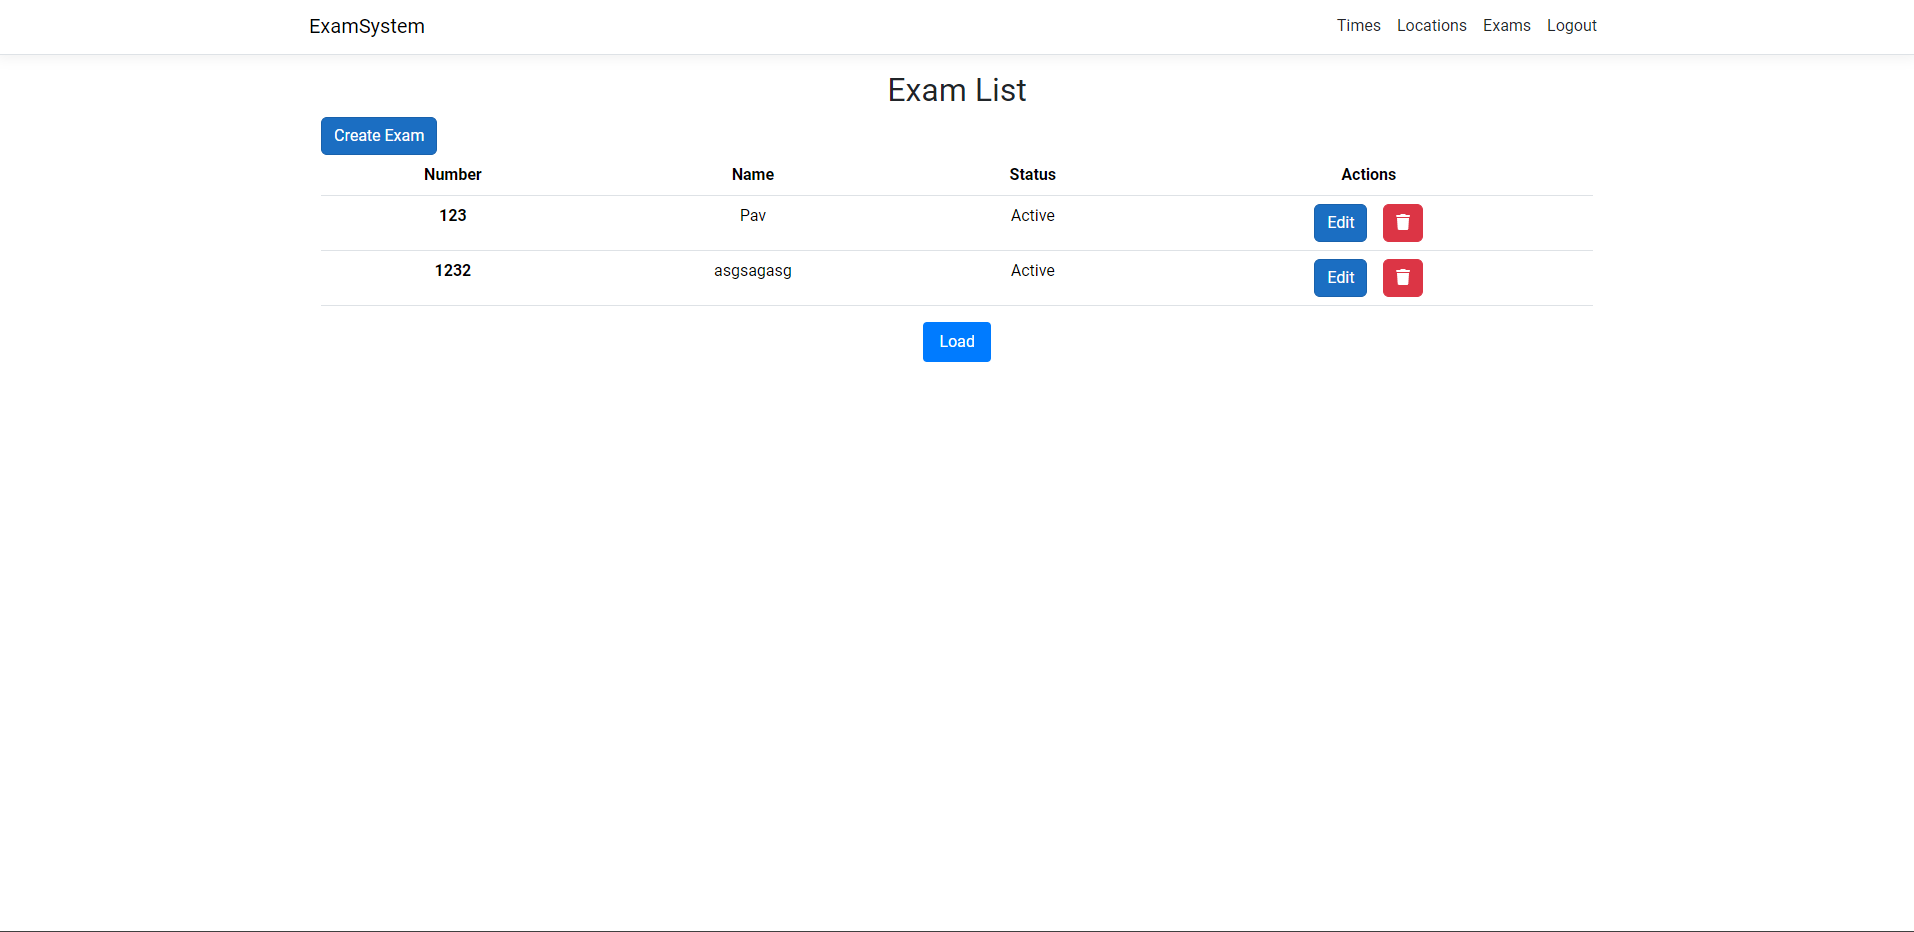 ExamSystem Times Locations Exams Logout
Exam List
Create Exam
Number Name Status Actions
123 Pav Active Edit
1232 asgsagasg Active Edit
Load